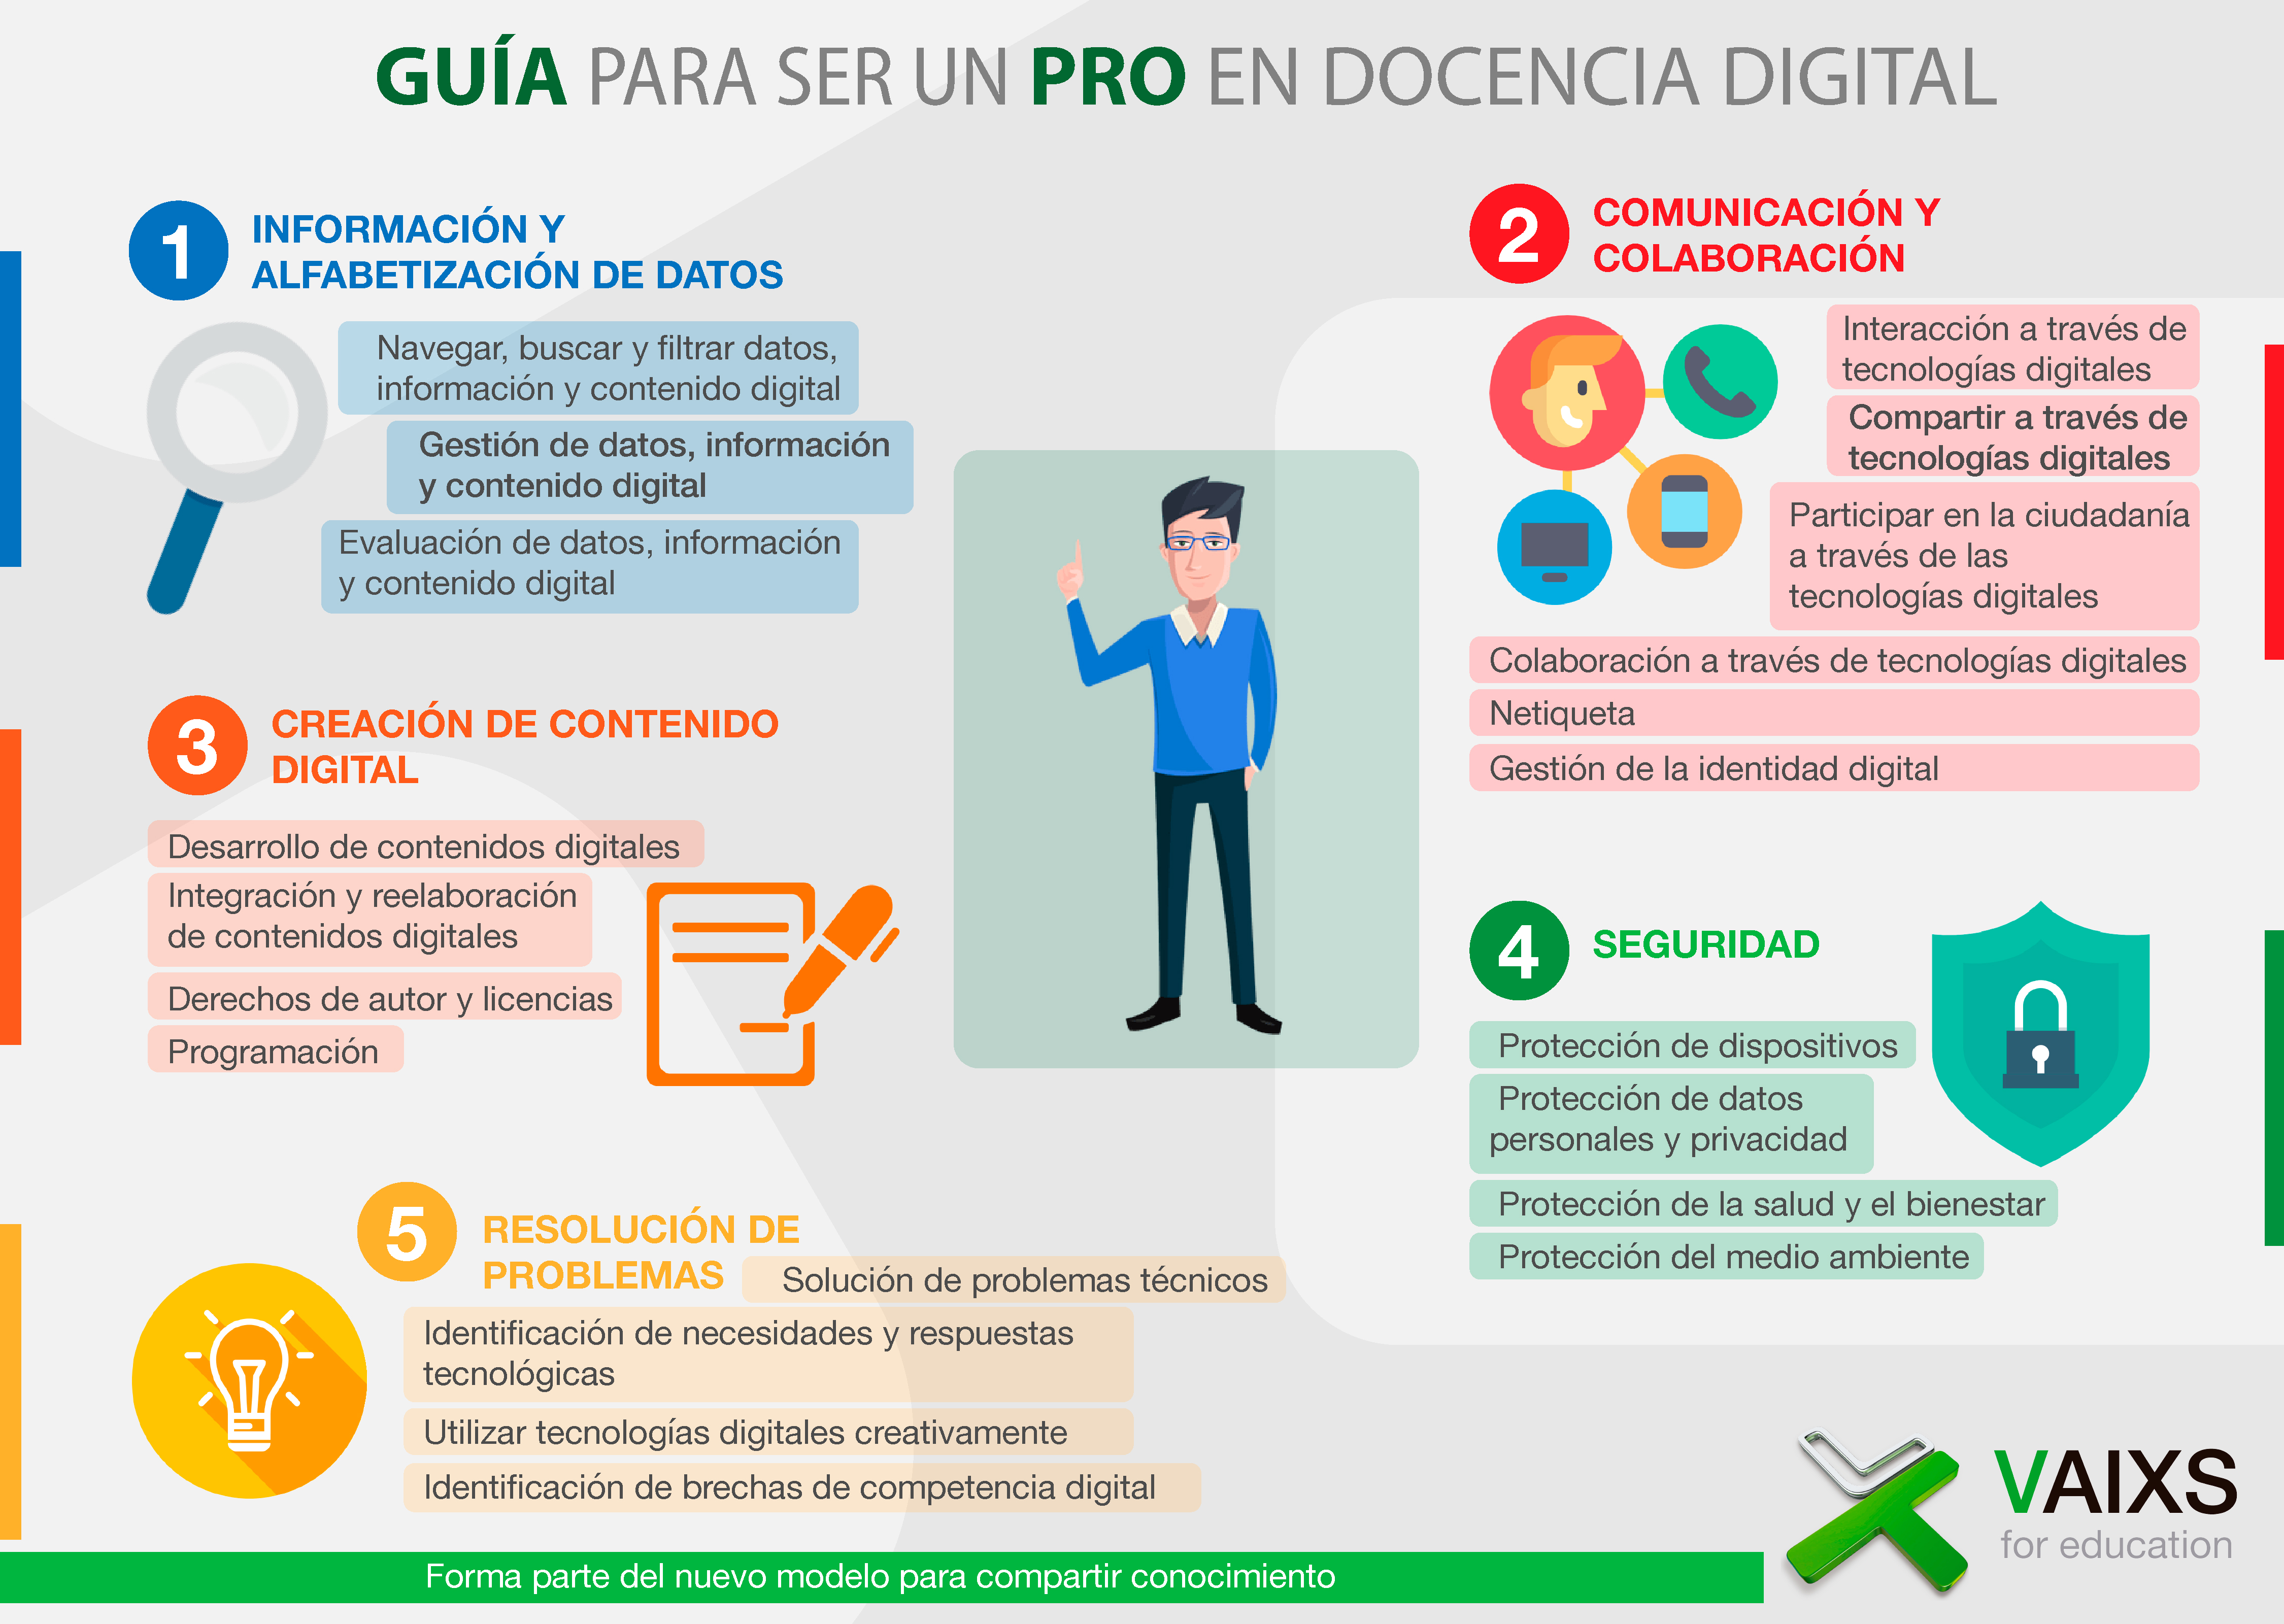 GUÍA PARA SER UN PRO EN DOCENCIA DIGITAL
1
INFORMACIÓN Y
ALFABETIZACIÓN DE DATOS
Navegar, buscar y filtrar datos,
información y contenido digital
Gestión de datos, información
y contenido digital
Evaluación de datos, información
y contenido digital
2
COMUNICACIÓN Y
COLABORACIÓN
Interacción a través de
tecnologías digitales
Compartir a través de
tecnologías digitales
Participar en la ciudadanía
a través de las
tecnologías digitales
Colaboración a través de tecnologías digitales
Netiqueta
Gestión de la identidad digital
3
CREACIÓN DE CONTENIDO
DIGITAL
Desarrollo de contenidos digitales
Integración y reelaboración
de contenidos digitales
Derechos de autor y licencias
Programación
4
SEGURIDAD
Protección de dispositivos
Protección de datos
personales y privacidad
Protección de la salud y el bienestar
Protección del medio ambiente
5
RESOLUCIÓN DE
PROBLEMAS
Solución de problemas técnicos
Identificación de necesidades y respuestas
tecnológicas
Utilizar tecnologías digitales creativamente
Identificación de brechas de competencia digital
VAIXS
for education
Forma parte del nuevo modelo para compartir conocimiento